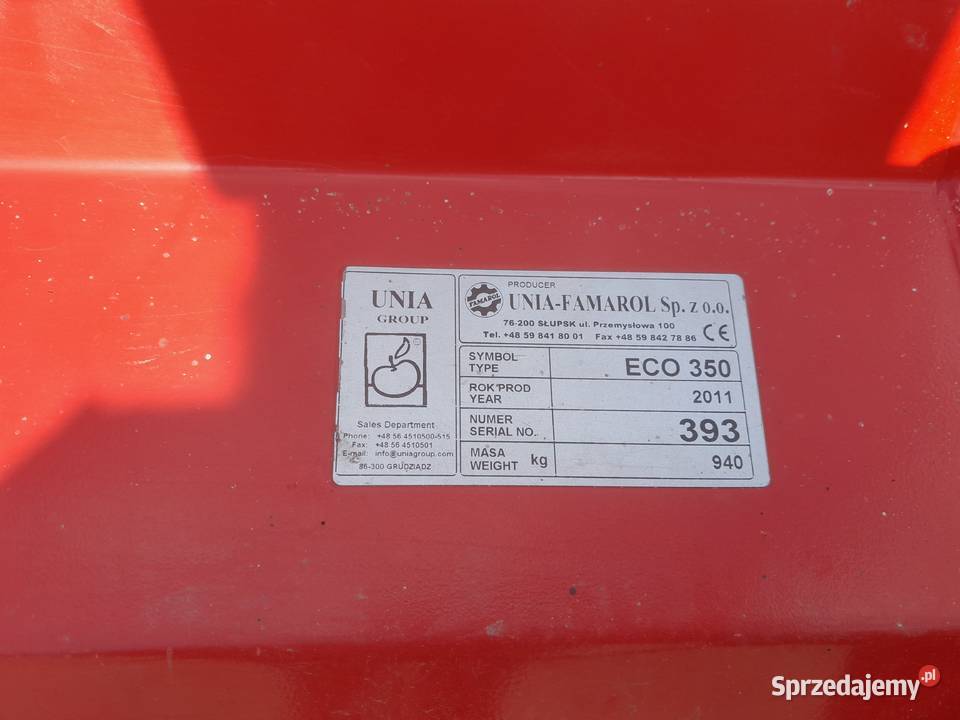 UNIA
GROUP
Sales Department
Phone: +48 56 4510500-515
Fax: +48 56 4510501
E-mail: info@uniagroup.com
86-300 GRUDZIĄDZ
PRODUCER
FAMAROL
UNIA-FAMAROL Sp. z o.o.
76-200 SŁUPSK ul. Przemysłowa 100
Tel. +48 59 841 80 01 Fax +48 59 842 78 86 CE
SYMBOL
TYPE
ECO 350
ROK PROD
YEAR
2011
NUMER
SERIAL NO.
393
MASA
WEIGHT kg
940
Sprzedajemy.pl